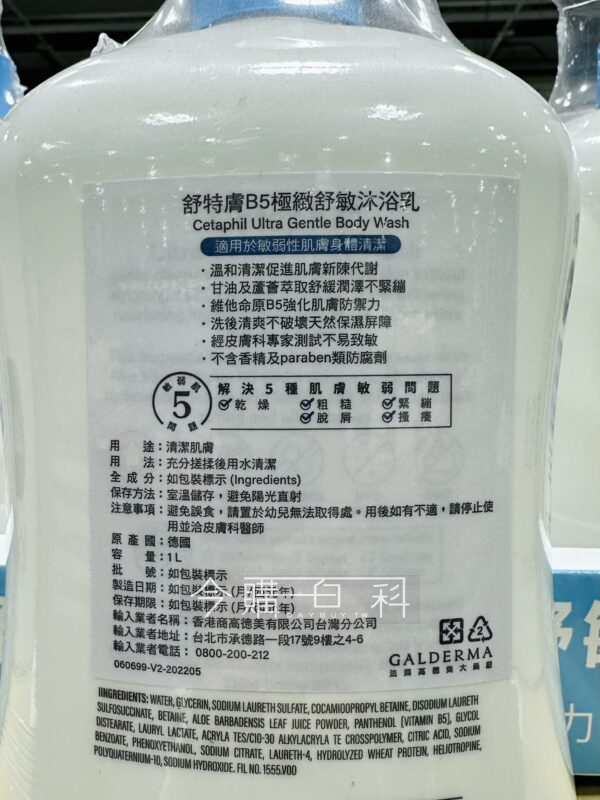 舒特膚B5極緻舒敏沐浴乳
Cetaphil Ultra Gentle Body Wash
適用於敏弱性肌膚身體清潔
・溫和清潔促進肌膚新陳代謝
・甘油及蘆薈萃取舒緩潤澤不緊繃
・維他命原B5強化肌膚防禦力
・洗後清爽不破壞天然保濕屏障
・經皮膚科專家測試不易致敏
・不含香精及paraben類防腐劑
敏弱肌
5
問題
解決5種肌膚敏弱問題
乾燥 粗糙 緊繃
脫屑 搔癢
用 途：清潔肌膚
用 法：充分搓揉後用水清潔
全 成 分：如包裝標示 (Ingredients)
保存方法：室溫儲存，避免陽光直射
注意事項：避免誤食，請置於幼兒無法取得處。用後如有不適，請停止使
用並洽皮膚科醫師
原 產 國：德國
容 量：1L
批 號：如包裝標示
製造日期：如包裝標示 (月/年)
保存期限：如包裝標示 (月/年)
今購百科
輸入業者名稱：香港商高德美有限公司台灣分公司
輸入業者地址：台北市承德路一段17號9樓之4-6
輸入業者電話：0800-200-212
060699-V2-202205
2
GALDERMA
IINGREDIENTS: WATER, GLYCERIN, SODIUM LAURETH SULFATE, COCAMIOOPROPYL BETAINE, DISODIUM LAURETH
SULFOSUCCINATE, BETAINE, ALOE BARBADENSIS LEAF JUICE POWDER, PANTHENOL [VITAMIN B5], GLYCOL
DISTEARATE, LAURYL LACTATE, ACRYLA TES/C10-30 ALKYLACRYLA TE CROSSPOLYMER, CITRIC ACID, SODIUM
BENZOATE, PHENOXYETHANOL, SODIUM CITRATE, LAURETH-4, HYDROLYZED WHEAT PROTEIN, HELIOTROPINE,
POLYQUATERNIUM-10, SODIUM HYDROXIDE. FIL NO. 1555.V00
力